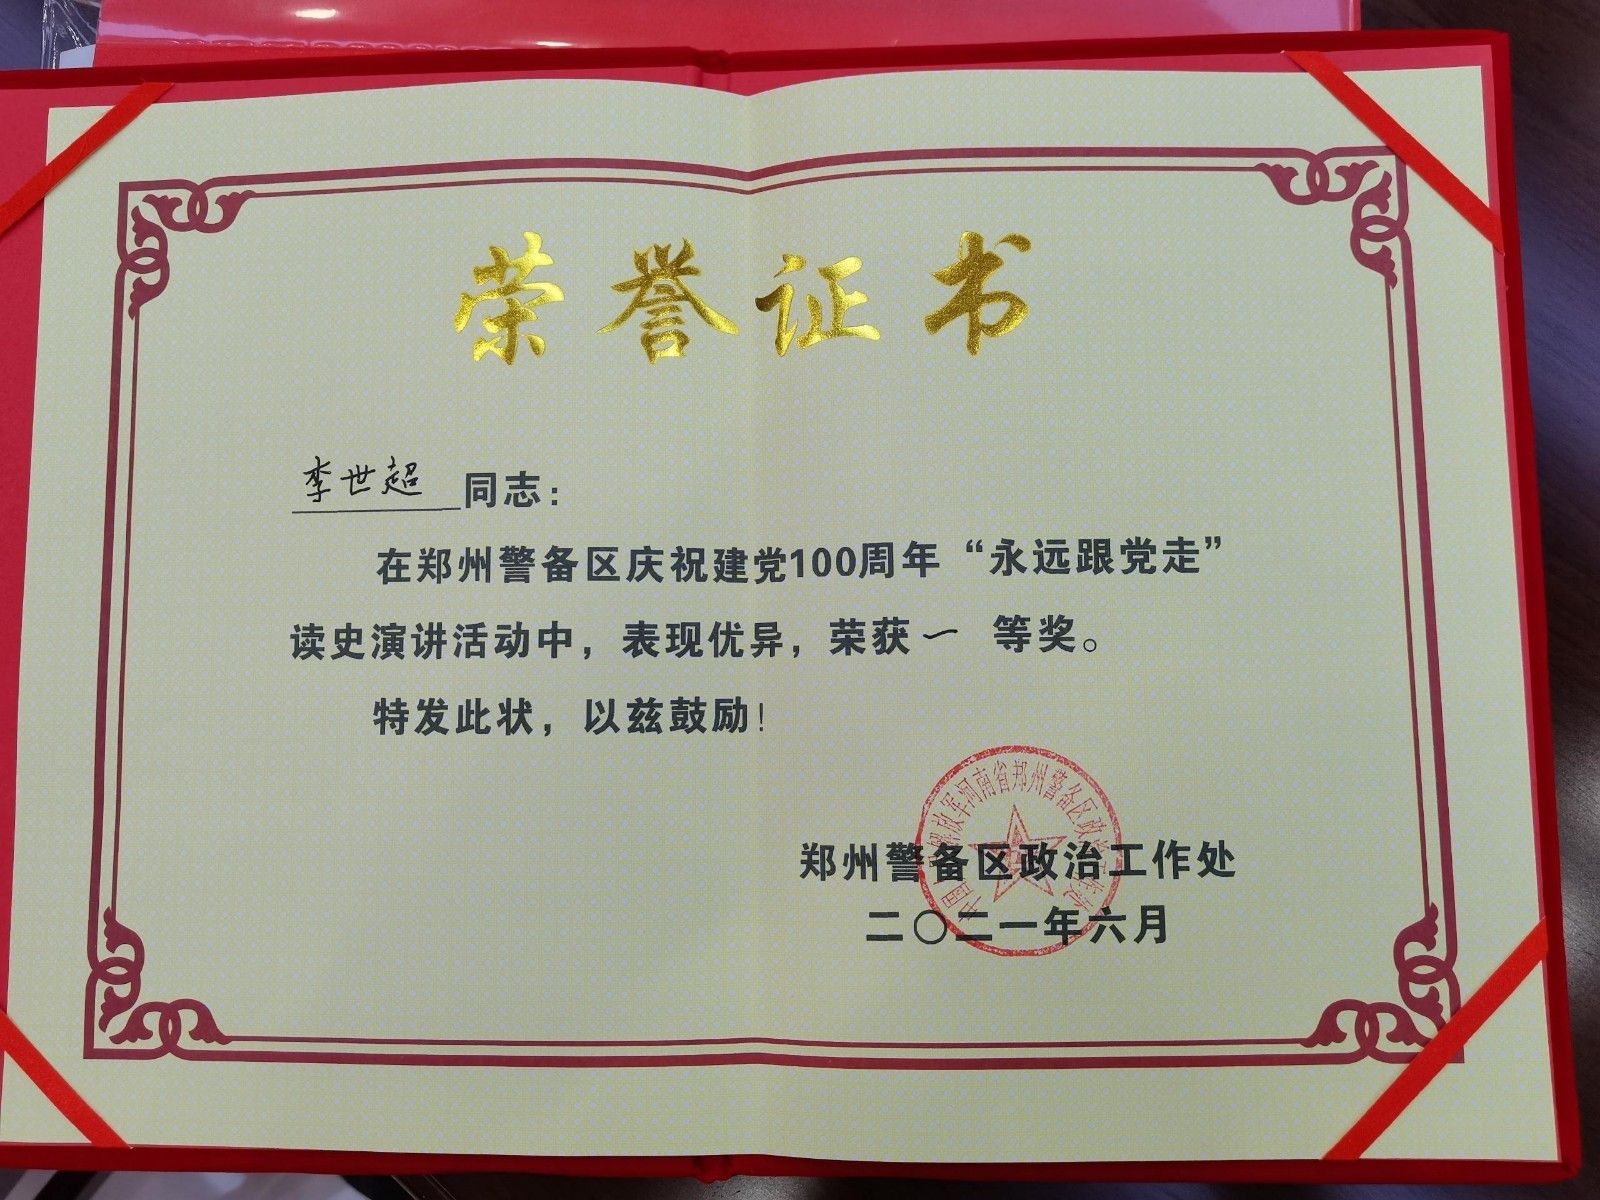 荣誉证书
李世超同志：
在郑州警备区庆祝建党100周年“永远跟党走”
读史演讲活动中，表现优异，荣获一 等奖。
特发此状，以兹鼓励！
郑州警备区政治工作处
二〇二一年六月